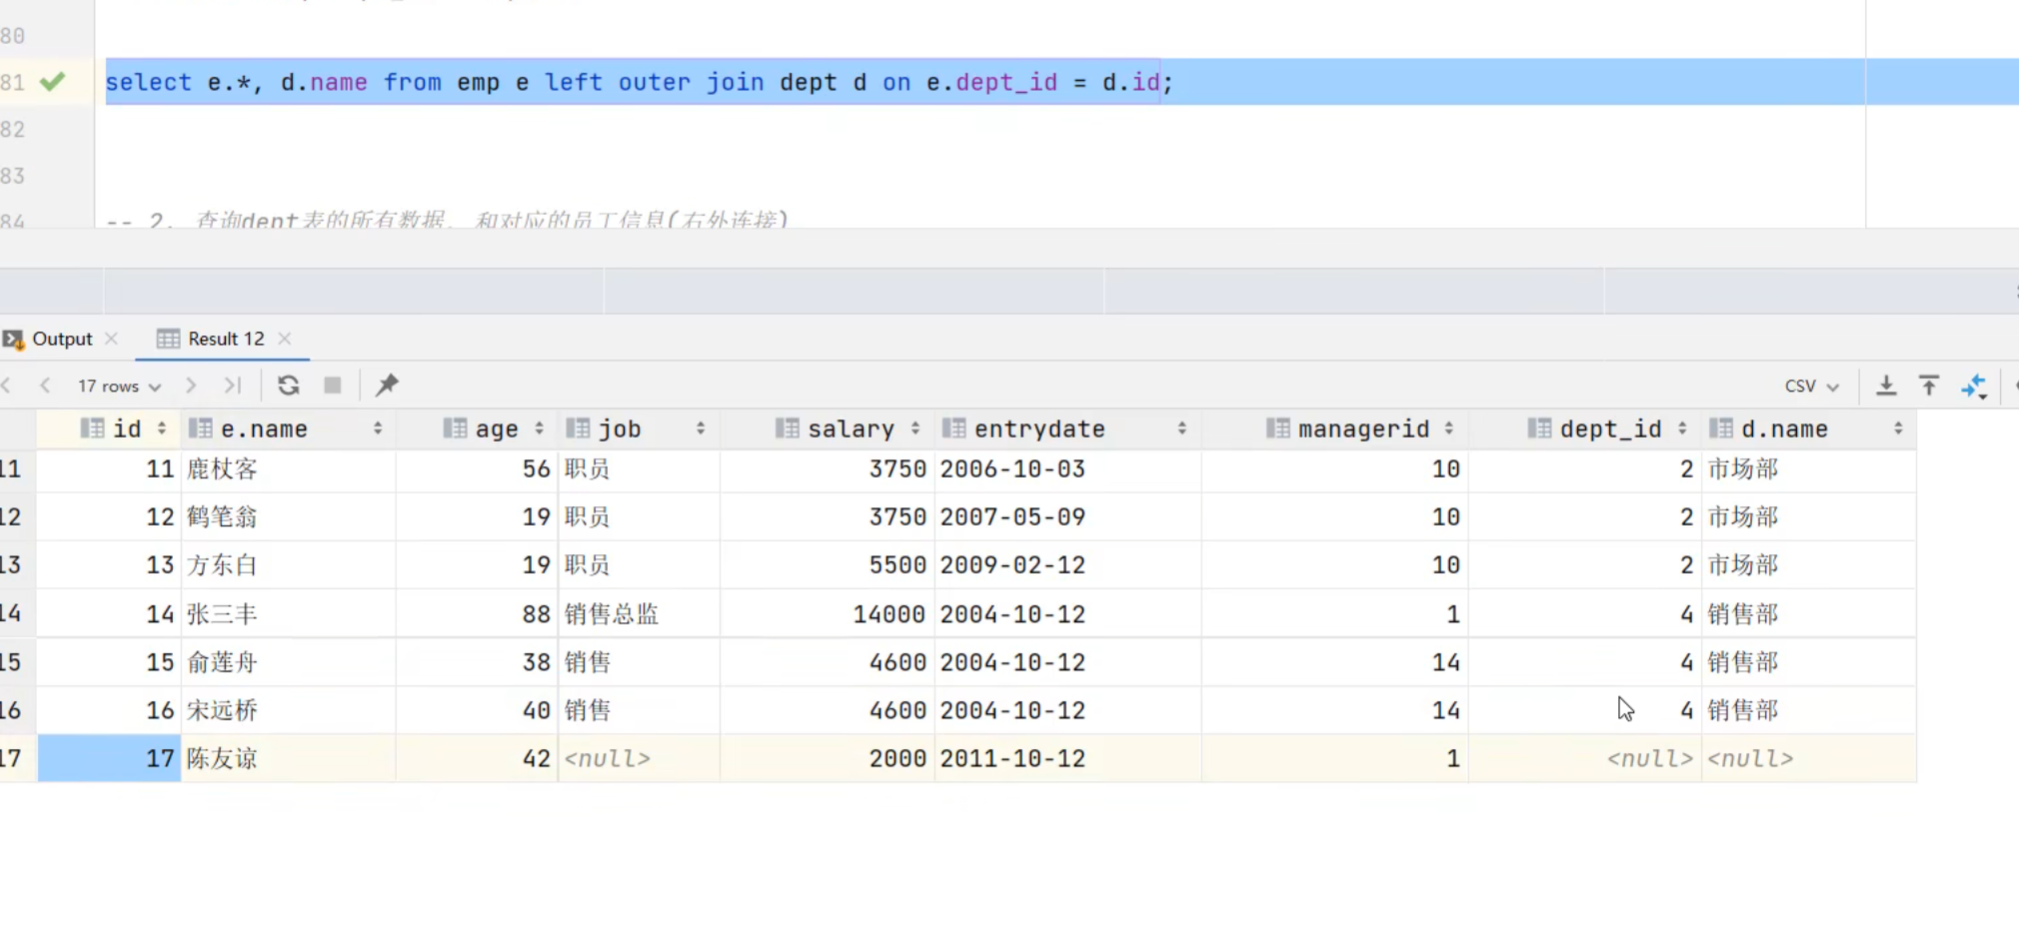 80
81 select e.*, d.name from emp e left outer join dept d on e.dept_id = d.id;
82
83
84 -- 2. 查询dept表的所有数据, 和对应的员工信息(右外连接)
Output Result 12
17 rows CSV
id e.name age job salary entrydate managerid dept_id d.name
11 11 鹿杖客 56 职员 3750 2006-10-03 10 2 市场部
12 12 鹤笔翁 19 职员 3750 2007-05-09 10 2 市场部
13 13 方东白 19 职员 5500 2009-02-12 10 2 市场部
14 14 张三丰 88 销售总监 14000 2004-10-12 1 4 销售部
15 15 俞莲舟 38 销售 4600 2004-10-12 14 4 销售部
16 16 宋远桥 40 销售 4600 2004-10-12 14 4 销售部
17 17 陈友谅 42 <null> 2000 2011-10-12 1 <null> <null>